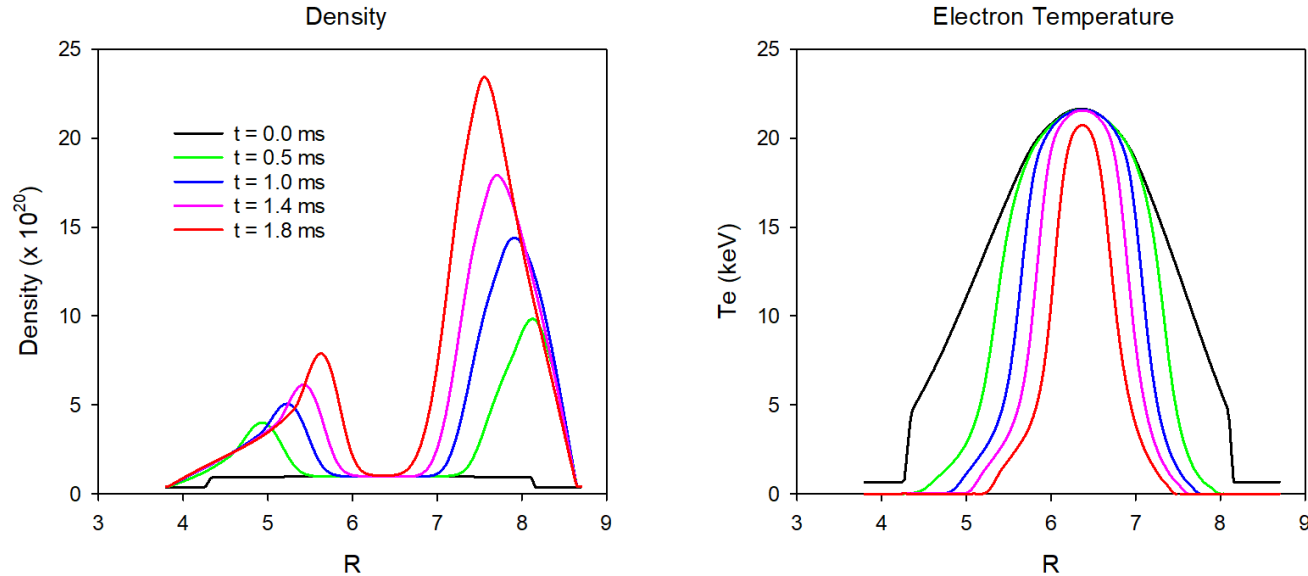 Density
25
20
15
10
5
0
Density (x 10²⁰)
t = 0.0 ms
t = 0.5 ms
t = 1.0 ms
t = 1.4 ms
t = 1.8 ms
3 4 5 6 7 8 9
R
Electron Temperature
25
20
15
10
5
0
Te (keV)
3 4 5 6 7 8 9
R